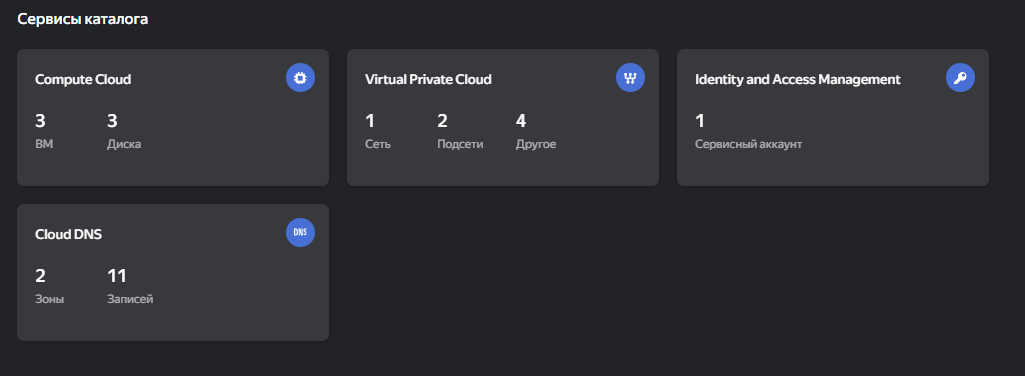 Сервисы каталога
Compute Cloud
3 3
ВМ Диска
Virtual Private Cloud
1 2 4
Сеть Подсети Другое
Identity and Access Management
1
Сервисный аккаунт
Cloud DNS
DNS
2 11
Зоны Записей